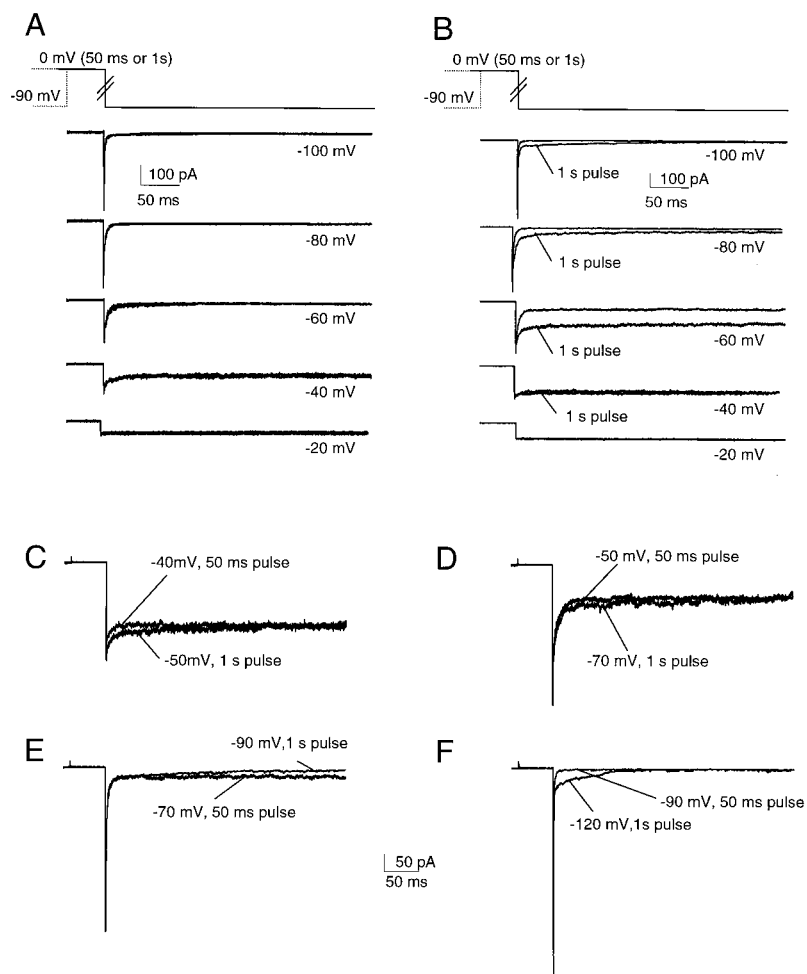 A
0 mV (50 ms or 1s)
-90 mV
-100 mV
100 pA
50 ms
-80 mV
-60 mV
-40 mV
-20 mV
B
0 mV (50 ms or 1s)
-90 mV
-100 mV
1 s pulse
100 pA
50 ms
-80 mV
1 s pulse
-60 mV
1 s pulse
-40 mV
1 s pulse
-20 mV
C
-40mV, 50 ms pulse
-50mV, 1 s pulse
D
-50 mV, 50 ms pulse
-70 mV, 1 s pulse
E
-90 mV,1 s pulse
-70 mV, 50 ms pulse
F
-90 mV, 50 ms pulse
-120 mV,1s pulse
50 pA
50 ms